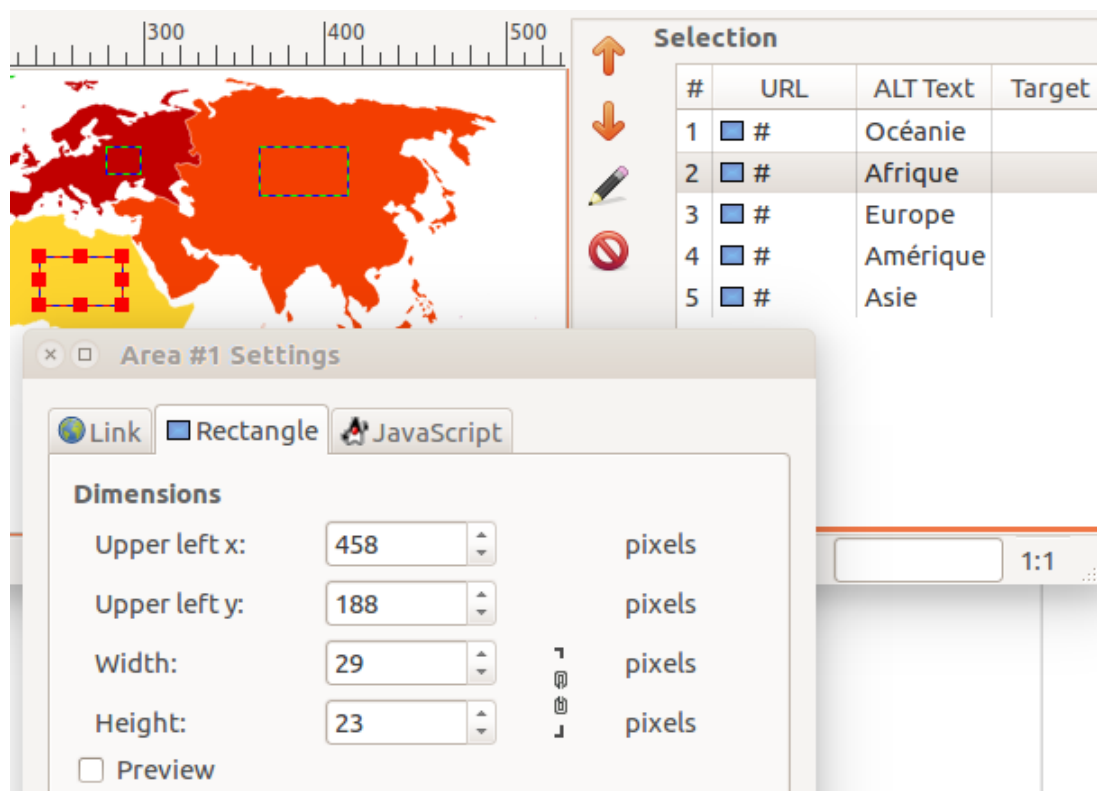 300 400 500
Selection
# URL ALT Text Target
1 # Océanie
2 # Afrique
3 # Europe
4 # Amérique
5 # Asie
Area #1 Settings
Link Rectangle JavaScript
Dimensions
Upper left x: 458 pixels
1:1
Upper left y: 188 pixels
Width: 29 pixels
Height: 23 pixels
Preview